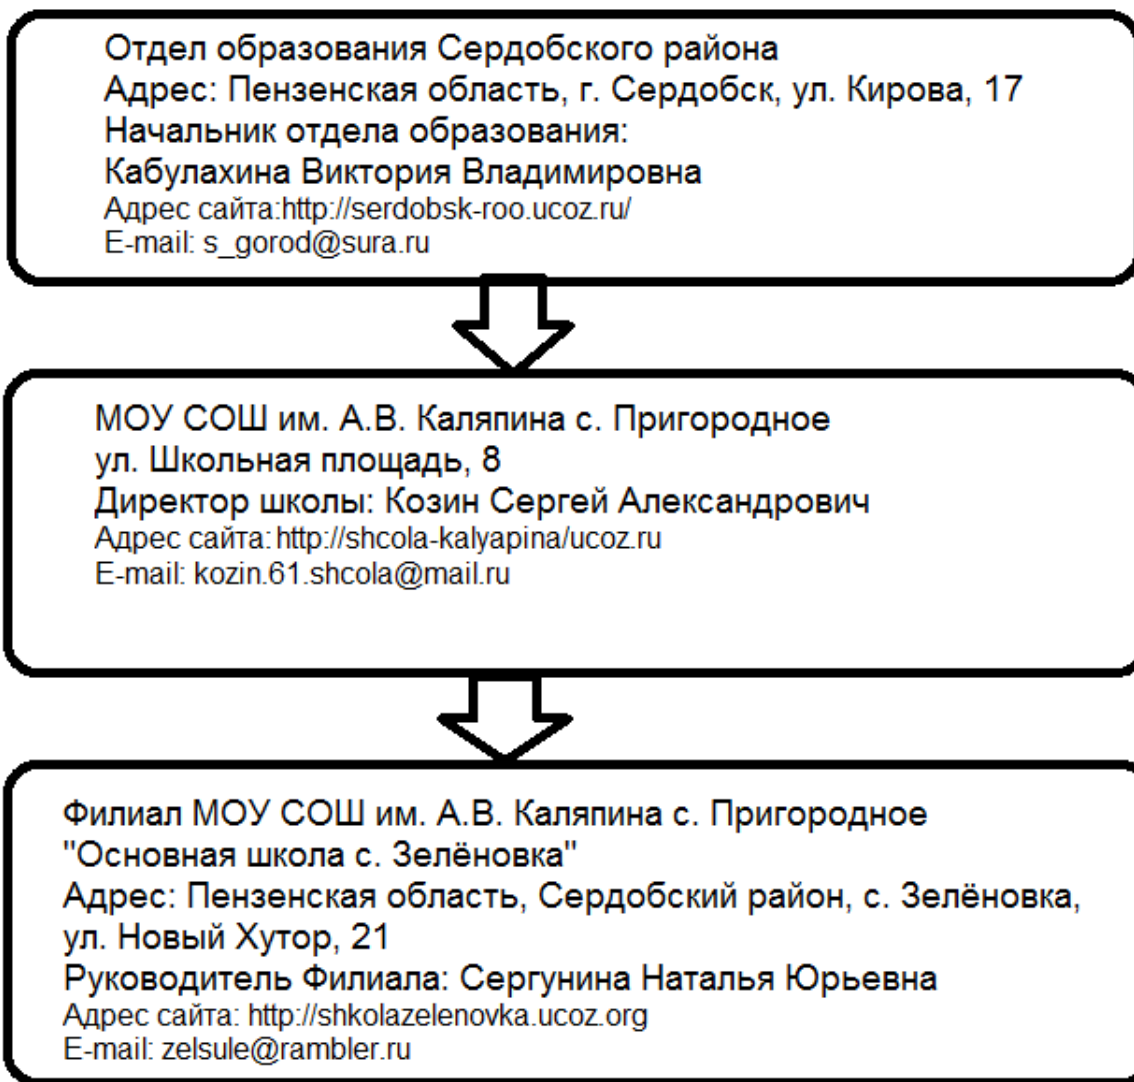 Отдел образования Сердобского района
Адрес: Пензенская область, г. Сердобск, ул. Кирова, 17
Начальник отдела образования:
Кабулахина Виктория Владимировна
Адрес сайта:http://serdobsk-roo.ucoz.ru/
E-mail: s_gorod@sura.ru
МОУ СОШ им. А.В. Каляпина с. Пригородное
ул. Школьная площадь, 8
Директор школы: Козин Сергей Александрович
Адрес сайта: http://shcola-kalyapina/ucoz.ru
E-mail: kozin.61.shcola@mail.ru
Филиал МОУ СОШ им. А.В. Каляпина с. Пригородное
"Основная школа с. Зелёновка"
Адрес: Пензенская область, Сердобский район, с. Зелёновка,
ул. Новый Хутор, 21
Руководитель Филиала: Сергунина Наталья Юрьевна
Адрес сайта: http://shkolazelenovka.ucoz.org
E-mail: zelsule@rambler.ru